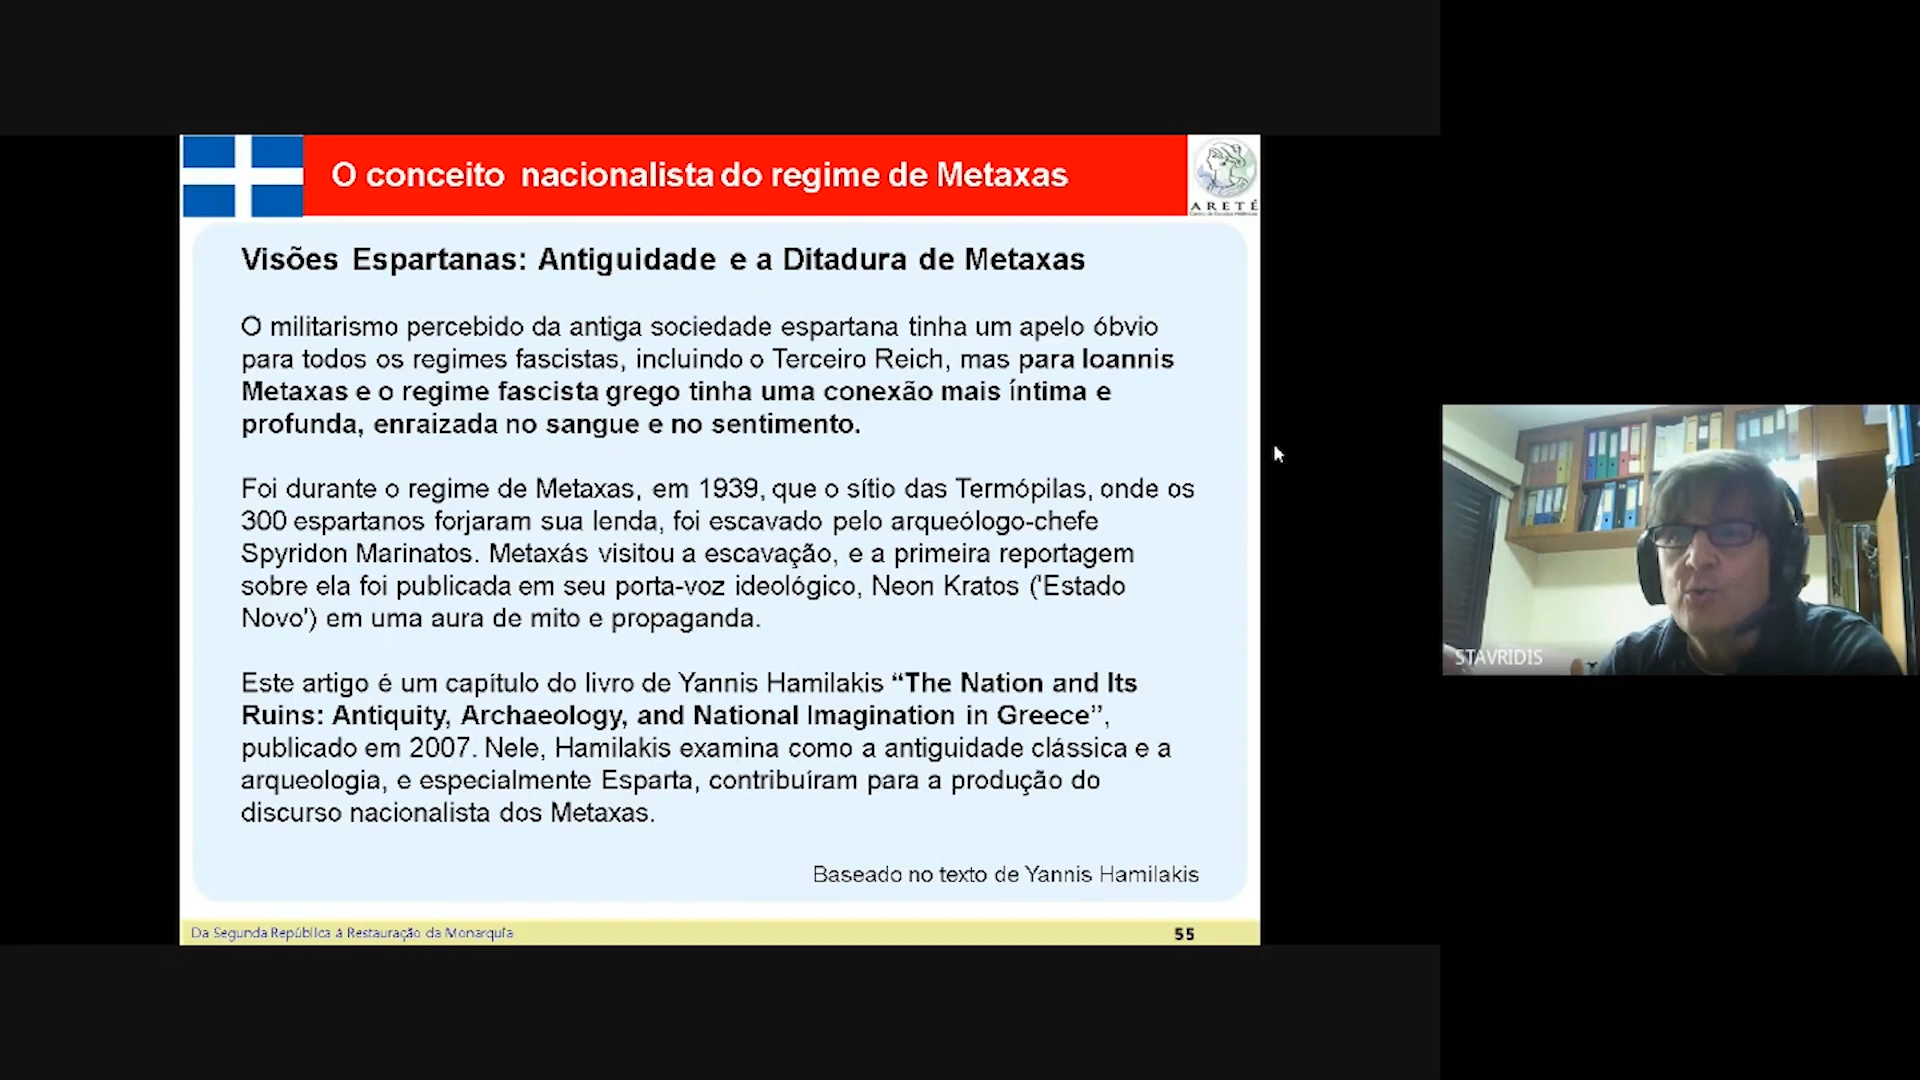 O conceito nacionalista do regime de Metaxas
ARETÉ
Visões Espartanas: Antiguidade e a Ditadura de Metaxas
O militarismo percebido da antiga sociedade espartana tinha um apelo óbvio
para todos os regimes fascistas, incluindo o Terceiro Reich, mas para Ioannis
Metaxas e o regime fascista grego tinha uma conexão mais íntima e
profunda, enraizada no sangue e no sentimento.
Foi durante o regime de Metaxas, em 1939, que o sítio das Termópilas, onde os
300 espartanos forjaram sua lenda, foi escavado pelo arqueólogo-chefe
Spyridon Marinatos. Metaxás visitou a escavação, e a primeira reportagem
sobre ela foi publicada em seu porta-voz ideológico, Neon Kratos ('Estado
Novo') em uma aura de mito e propaganda.
Este artigo é um capítulo do livro de Yannis Hamilakis “The Nation and Its
Ruins: Antiquity, Archaeology, and National Imagination in Greece”,
publicado em 2007. Nele, Hamilakis examina como a antiguidade clássica e a
arqueologia, e especialmente Esparta, contribuíram para a produção do
discurso nacionalista dos Metaxas.
Baseado no texto de Yannis Hamilakis
Da Segunda República à Restauração da Monarquia
55
STAVRIDIS